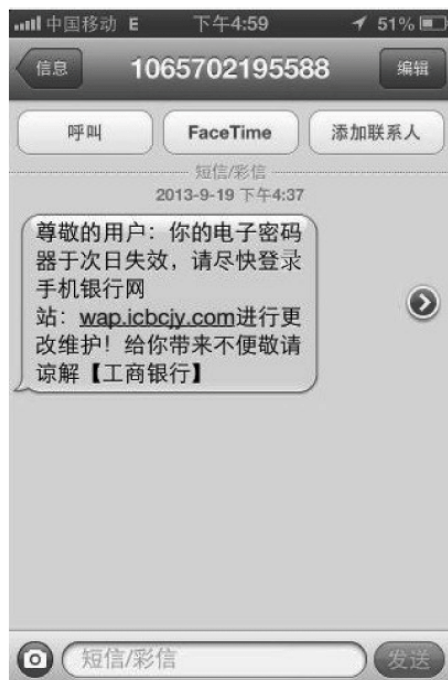 中国移动 E 下午4:59 51%
信息 1065702195588 编辑
呼叫 FaceTime 添加联系人
短信/彩信
2013-9-19 下午4:37
尊敬的用户：你的电子密码
器于次日失效，请尽快登录
手机银行网
站：wap.icbcjy.com进行更
改维护！给你带来不便敬请
谅解【工商银行】
短信/彩信 发送